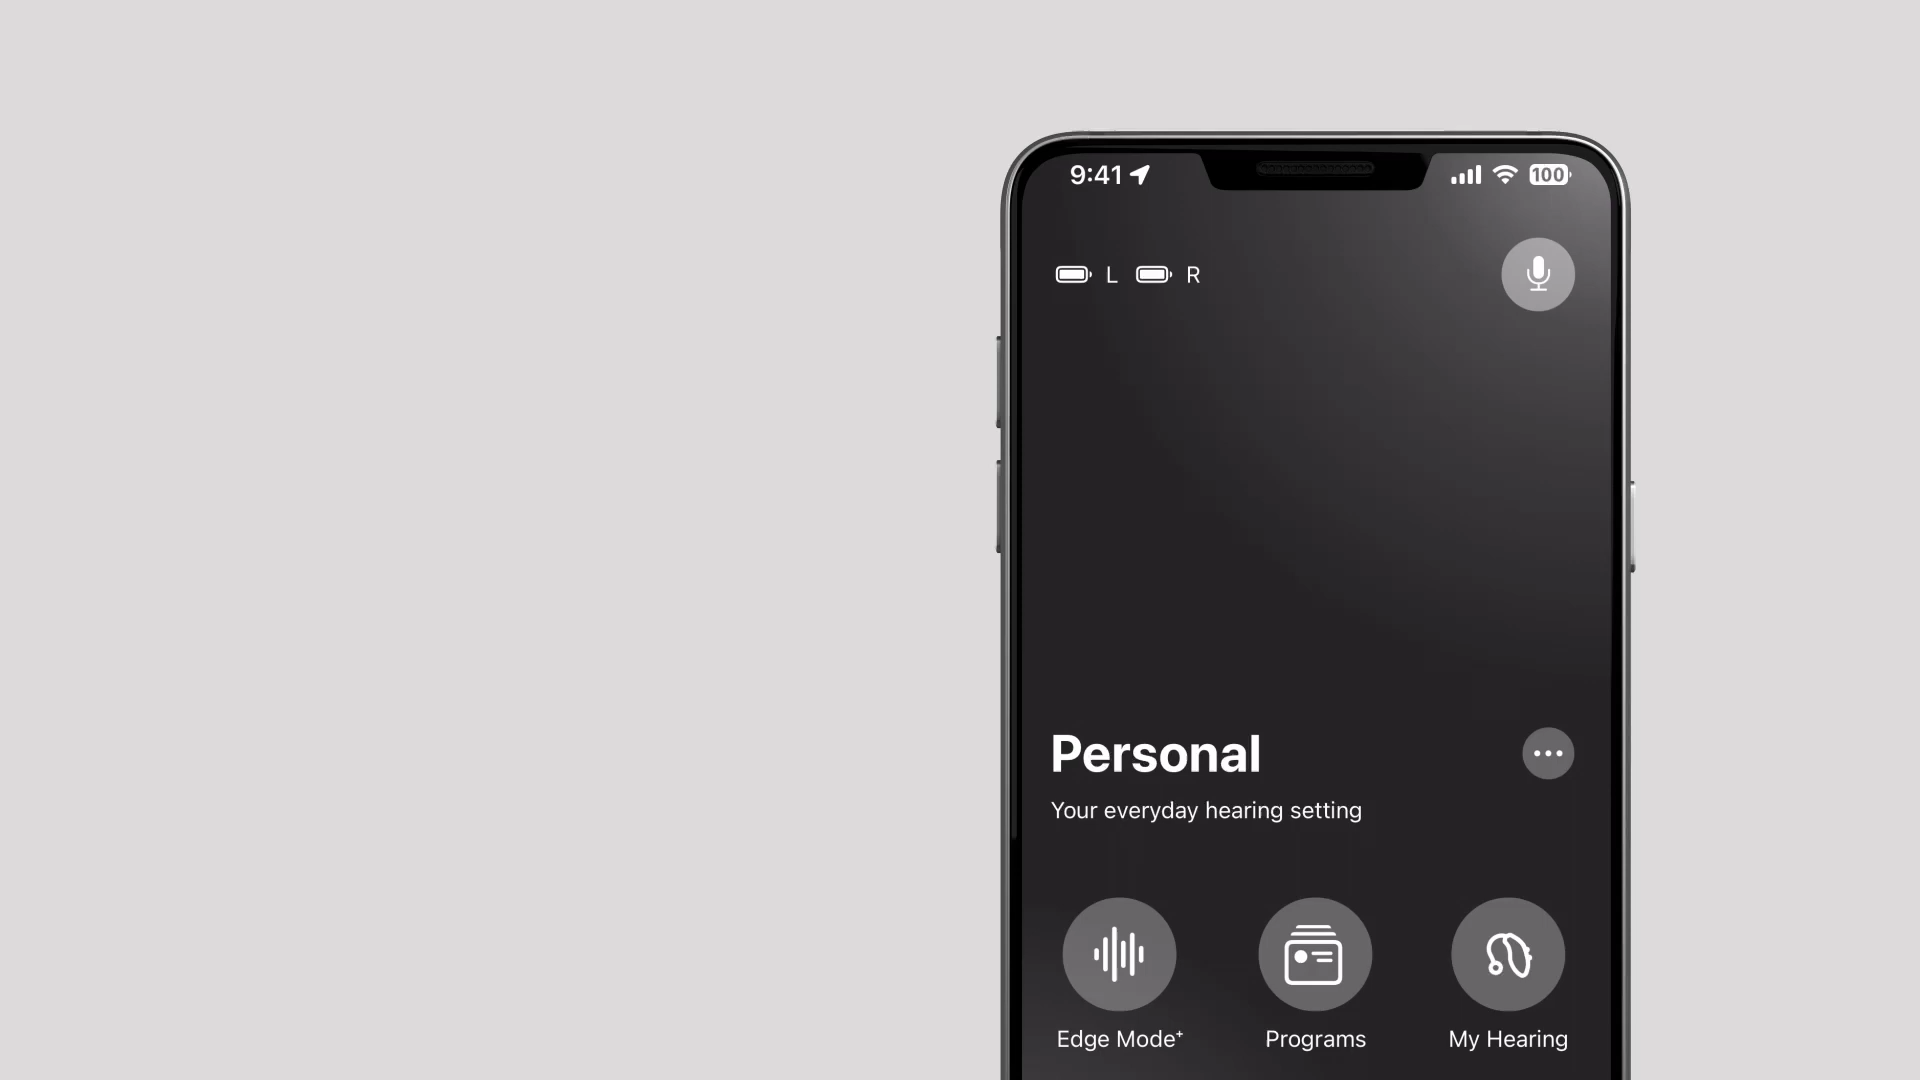 9:41
100
L R
Personal
Your everyday hearing setting
Edge Mode⁺
Programs
My Hearing